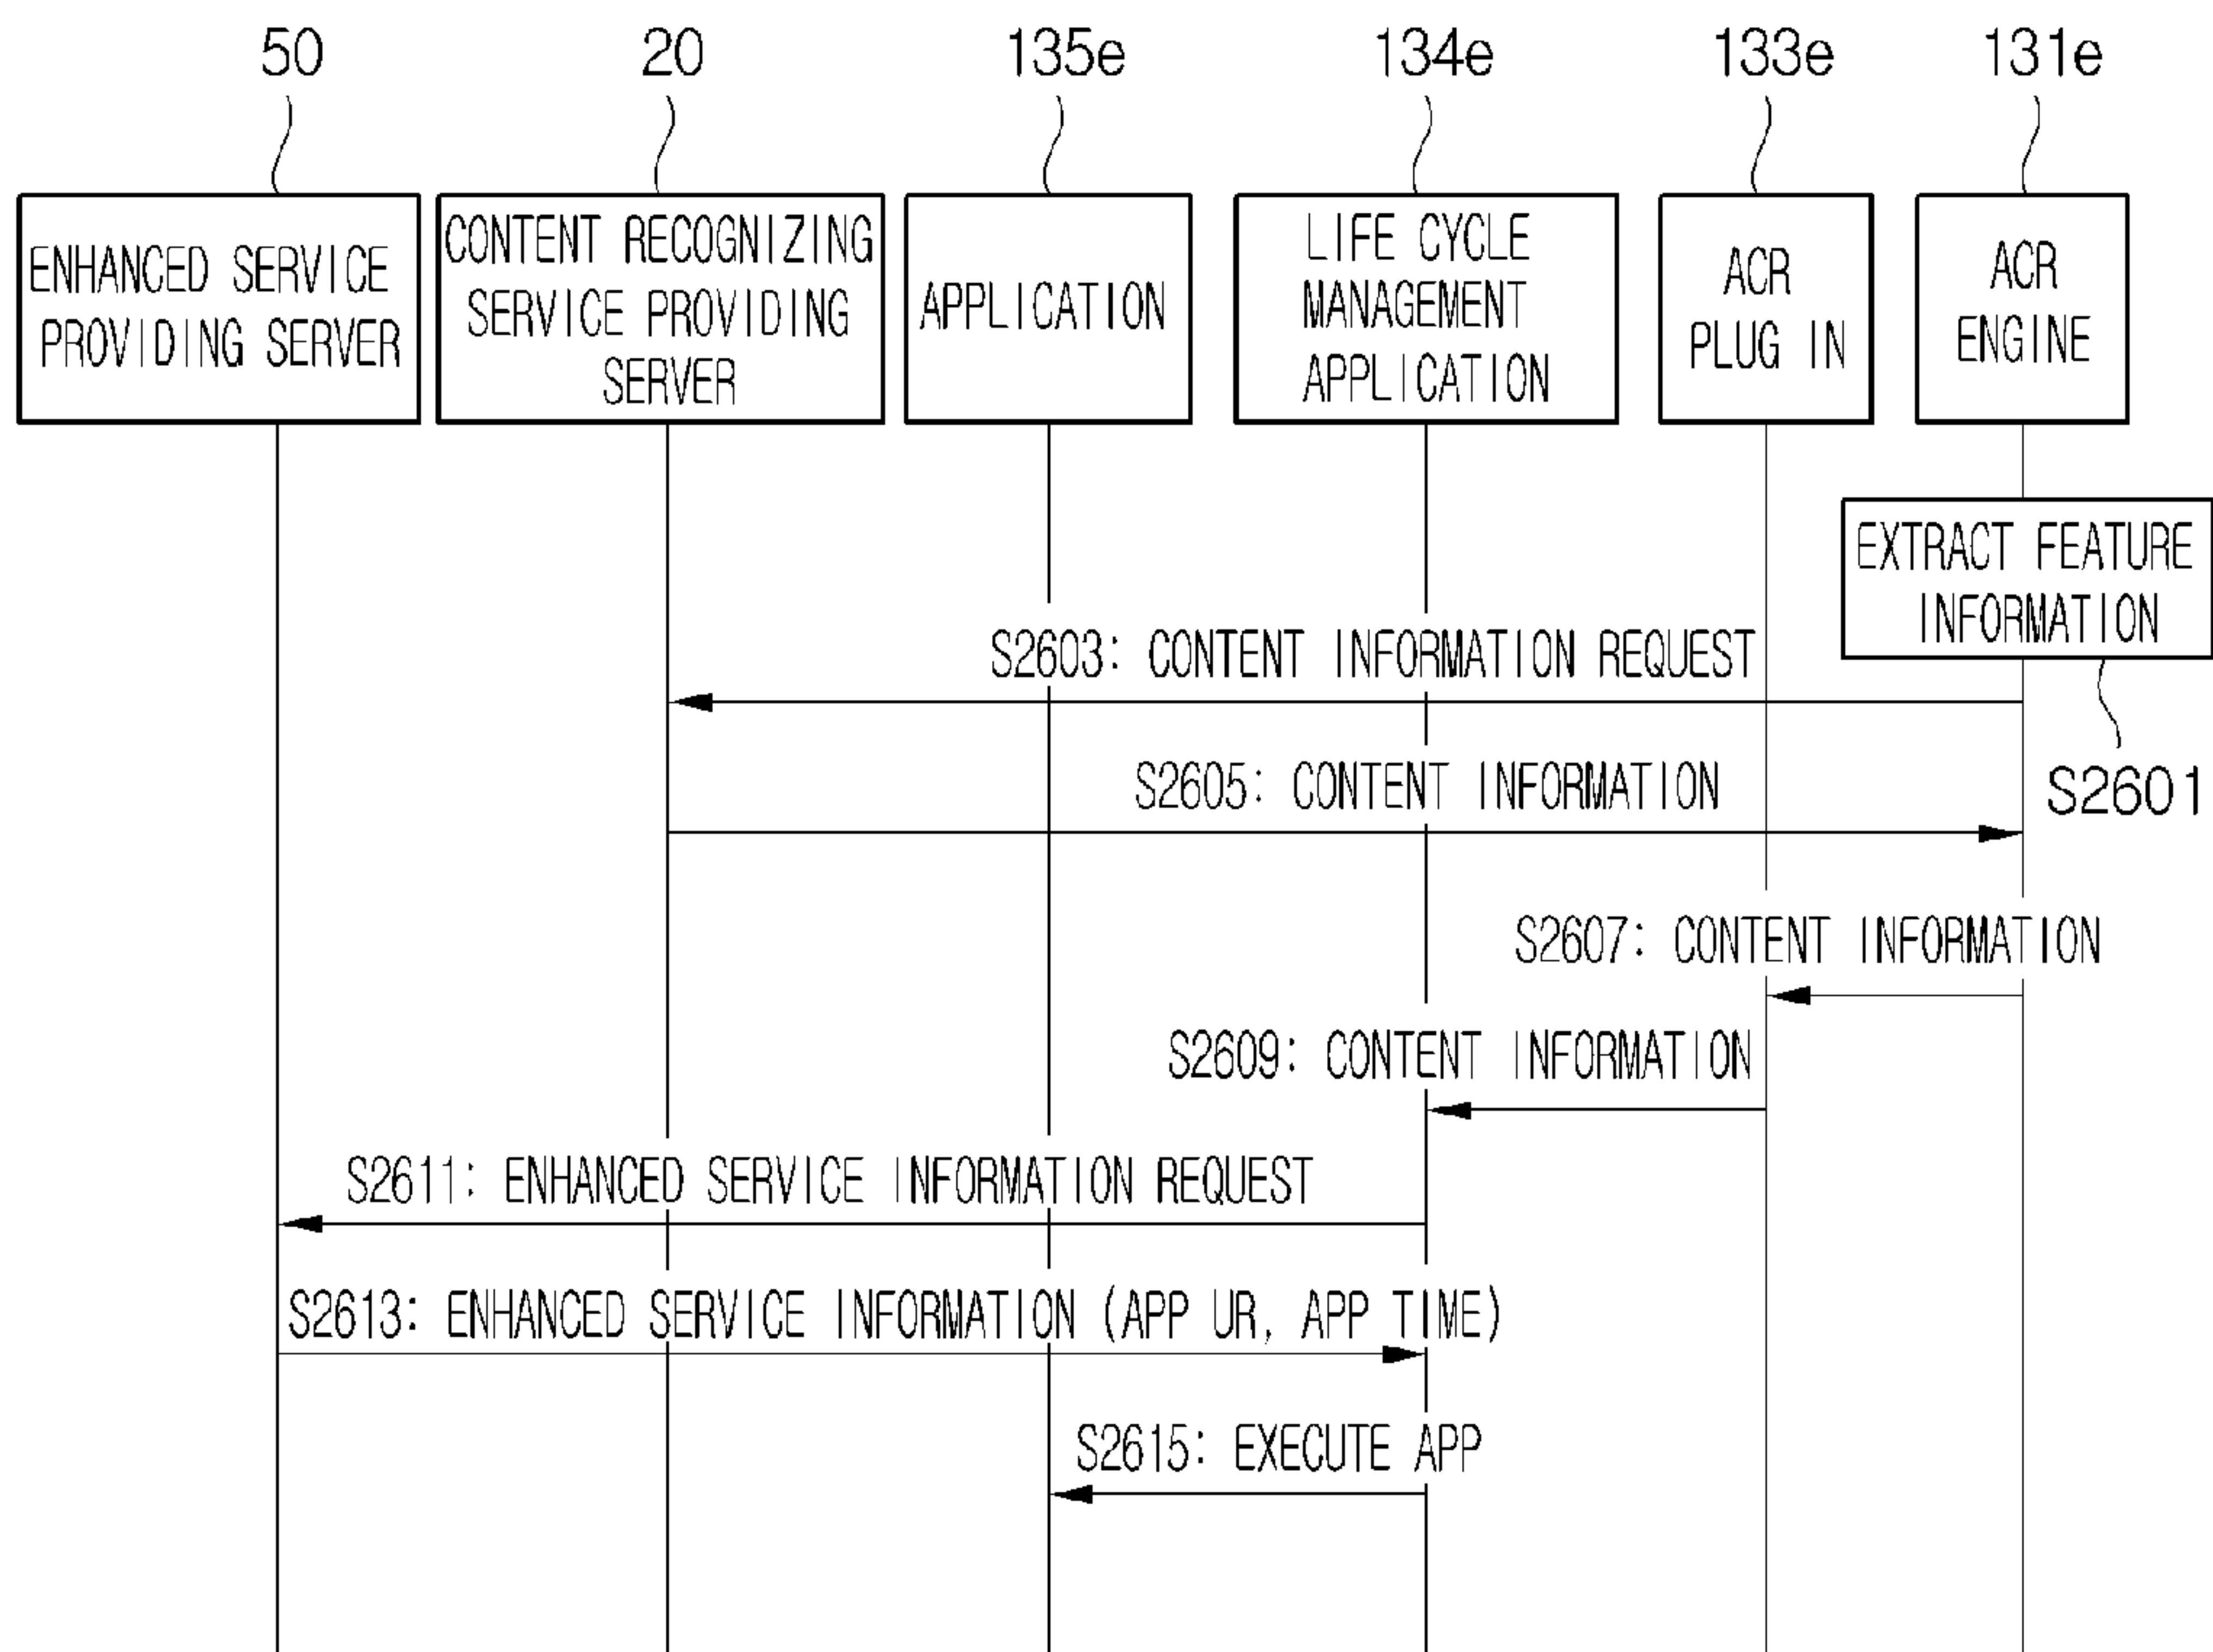 50
20
135e
134e
133e
131e
ENHANCED SERVICE
PROVIDING SERVER
CONTENT RECOGNIZING
SERVICE PROVIDING
SERVER
APPLICATION
LIFE CYCLE
MANAGEMENT
APPLICATION
ACR
PLUG IN
ACR
ENGINE
EXTRACT FEATURE
INFORMATION
S2603: CONTENT INFORMATION REQUEST
S2605: CONTENT INFORMATION
S2601
S2607: CONTENT INFORMATION
S2609: CONTENT INFORMATION
S2611: ENHANCED SERVICE INFORMATION REQUEST
S2613: ENHANCED SERVICE INFORMATION (APP UR, APP TIME)
S2615: EXECUTE APP